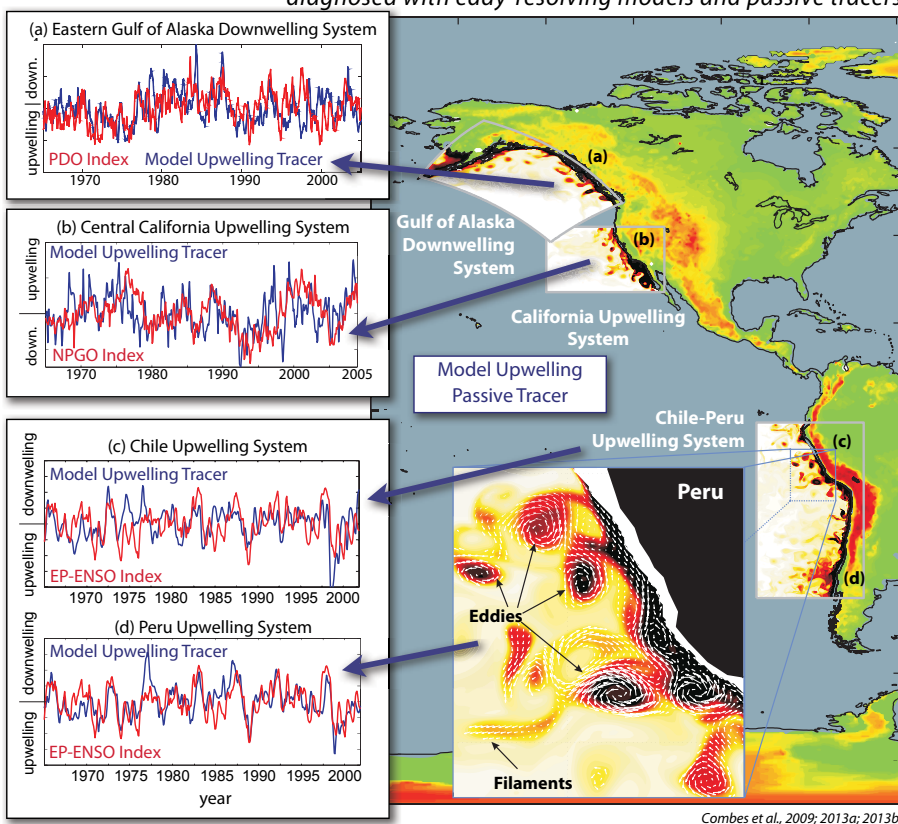 diagnosed with eddy-resolving models and passive tracers
(a) Eastern Gulf of Alaska Downwelling System
upwelling | down.
PDO Index Model Upwelling Tracer
1970 1980 1990 2000
(b) Central California Upwelling System
Model Upwelling Tracer
down. upwelling
NPGO Index
1970 1980 1990 2000 2005
(c) Chile Upwelling System
Model Upwelling Tracer
upwelling downwelling
EP-ENSO Index
1970 1975 1980 1985 1990 1995 2000 2002
(d) Peru Upwelling System
Model Upwelling Tracer
upwelling downwelling
EP-ENSO Index
1970 1975 1980 1985 1990 1995 2000 2002
year
(a)
Gulf of Alaska
Downwelling
System
(b)
California Upwelling
System
Model Upwelling
Passive Tracer
Chile-Peru
Upwelling System
(c)
(d)
Peru
Eddies
Filaments
Combes et al., 2009; 2013a; 2013b